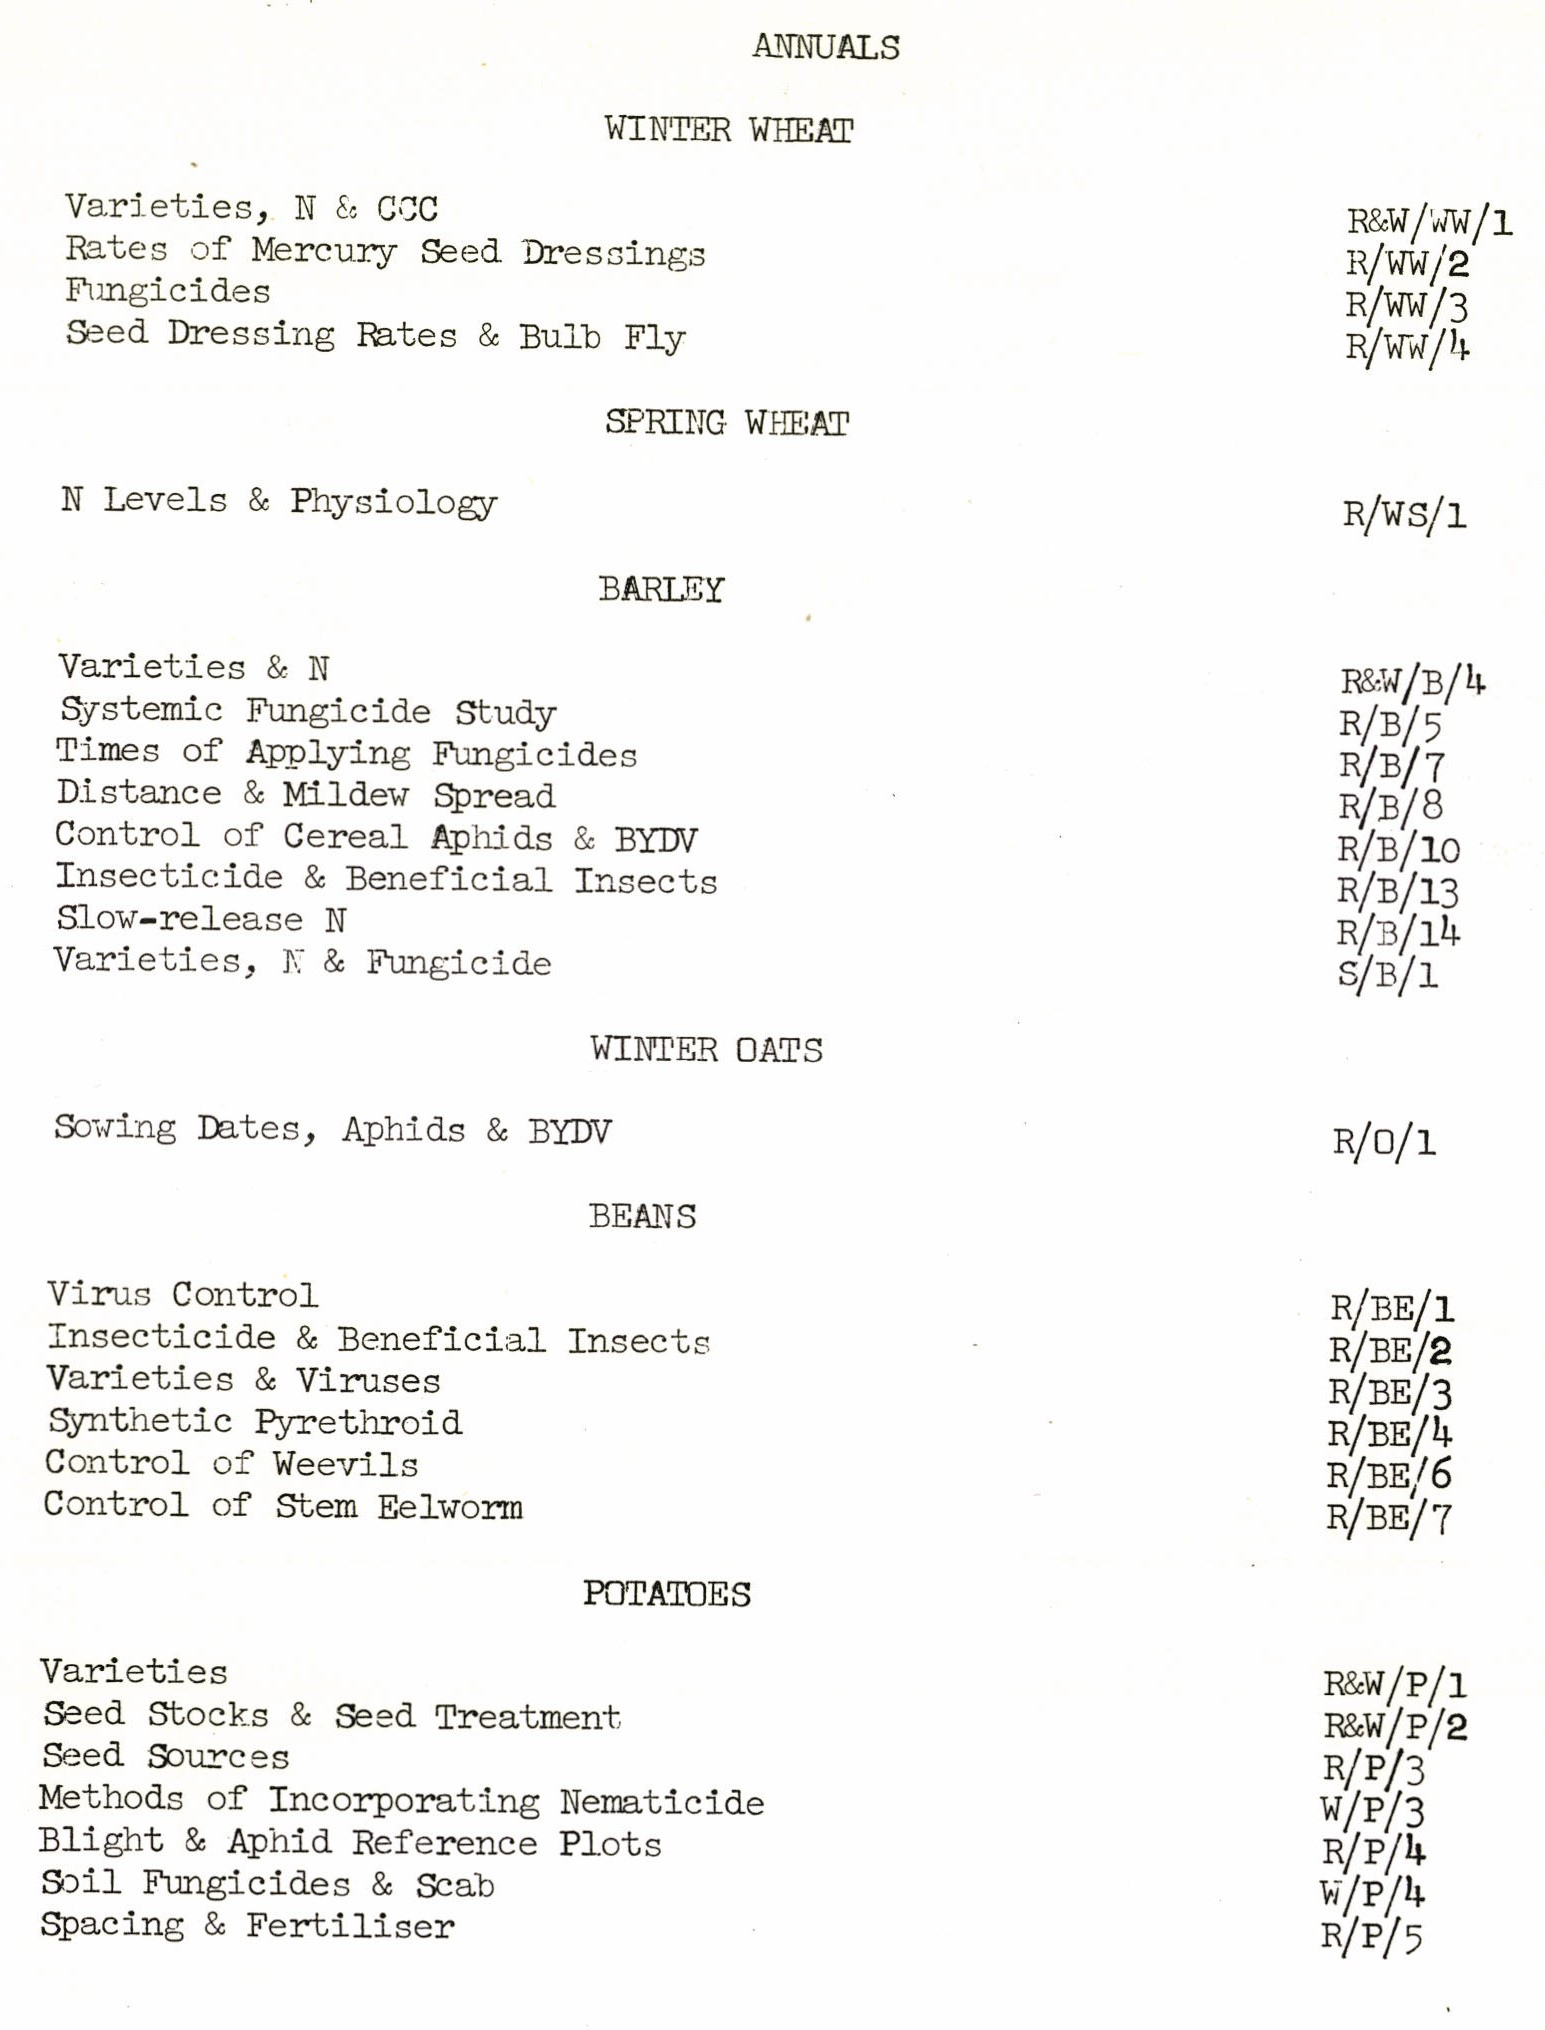 ANNUALS
WINTER WHEAT
Varieties, N & CCC R&W/WW/1
Rates of Mercury Seed Dressings R/WW/2
Fungicides R/WW/3
Seed Dressing Rates & Bulb Fly R/WW/4
SPRING WHEAT
N Levels & Physiology R/WS/1
BARLEY
Varieties & N R&W/B/4
Systemic Fungicide Study R/B/5
Times of Applying Fungicides R/B/7
Distance & Mildew Spread R/B/8
Control of Cereal Aphids & BYDV R/B/10
Insecticide & Beneficial Insects R/B/13
Slow-release N R/B/14
Varieties, N & Fungicide S/B/1
WINTER OATS
Sowing Dates, Aphids & BYDV R/O/1
BEANS
Virus Control R/BE/1
Insecticide & Beneficial Insects R/BE/2
Varieties & Viruses R/BE/3
Synthetic Pyrethroid R/BE/4
Control of Weevils R/BE/6
Control of Stem Eelworm R/BE/7
POTATOES
Varieties R&W/P/1
Seed Stocks & Seed Treatment R&W/P/2
Seed Sources R/P/3
Methods of Incorporating Nematicide W/P/3
Blight & Aphid Reference Plots R/P/4
Soil Fungicides & Scab W/P/4
Spacing & Fertiliser R/P/5